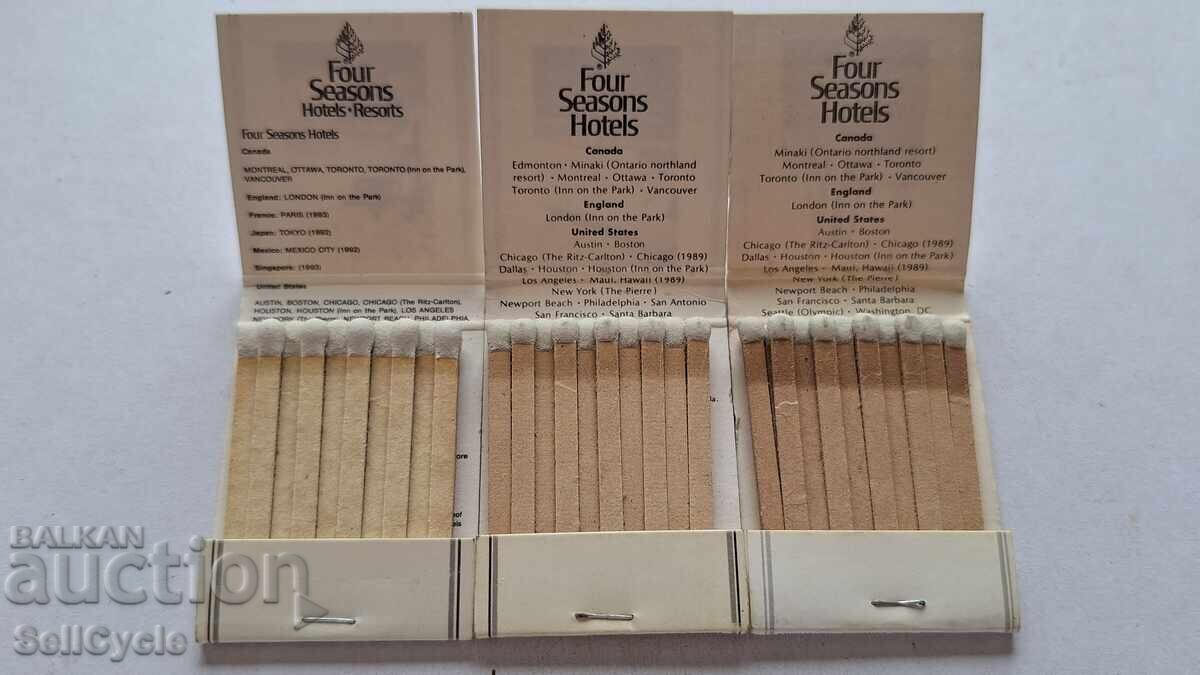 Four
Seasons
Hotels • Resorts
Four Seasons Hotels
Canada
MONTREAL, OTTAWA, TORONTO, TORONTO (Inn on the Park),
VANCOUVER
England: LONDON (Inn on the Park)
France: PARIS (1993)
Japan: TOKYO (1992)
Mexico: MEXICO CITY (1992)
Singapore: (1993)
United States
AUSTIN, BOSTON, CHICAGO, CHICAGO (The Ritz-Carlton),
HOUSTON, HOUSTON (Inn on the Park), LOS ANGELES
NEW YORK (The Pierre), NEWPORT BEACH, PHILADELPHIA,
Four
Seasons
Hotels
Canada
Edmonton • Minaki (Ontario northland
resort) • Montreal • Ottawa • Toronto
Toronto (Inn on the Park) • Vancouver
England
London (Inn on the Park)
United States
Austin • Boston
Chicago (The Ritz-Carlton) • Chicago (1989)
Dallas • Houston • Houston (Inn on the Park)
Los Angeles • Maui, Hawaii (1989)
New York (The Pierre)
Newport Beach • Philadelphia • San Antonio
San Francisco • Santa Barbara
Four
Seasons
Hotels
Canada
Minaki (Ontario northland resort)
Montreal • Ottawa • Toronto
Toronto (Inn on the Park) • Vancouver
England
London (Inn on the Park)
United States
Austin • Boston
Chicago (The Ritz-Carlton) • Chicago (1989)
Dallas • Houston • Houston (Inn on the Park)
Los Angeles • Maui, Hawaii (1989)
New York (The Pierre)
Newport Beach • Philadelphia
San Francisco • Santa Barbara
Seattle (Olympic) • Washington, DC
BALKAN
auction
SellCycle